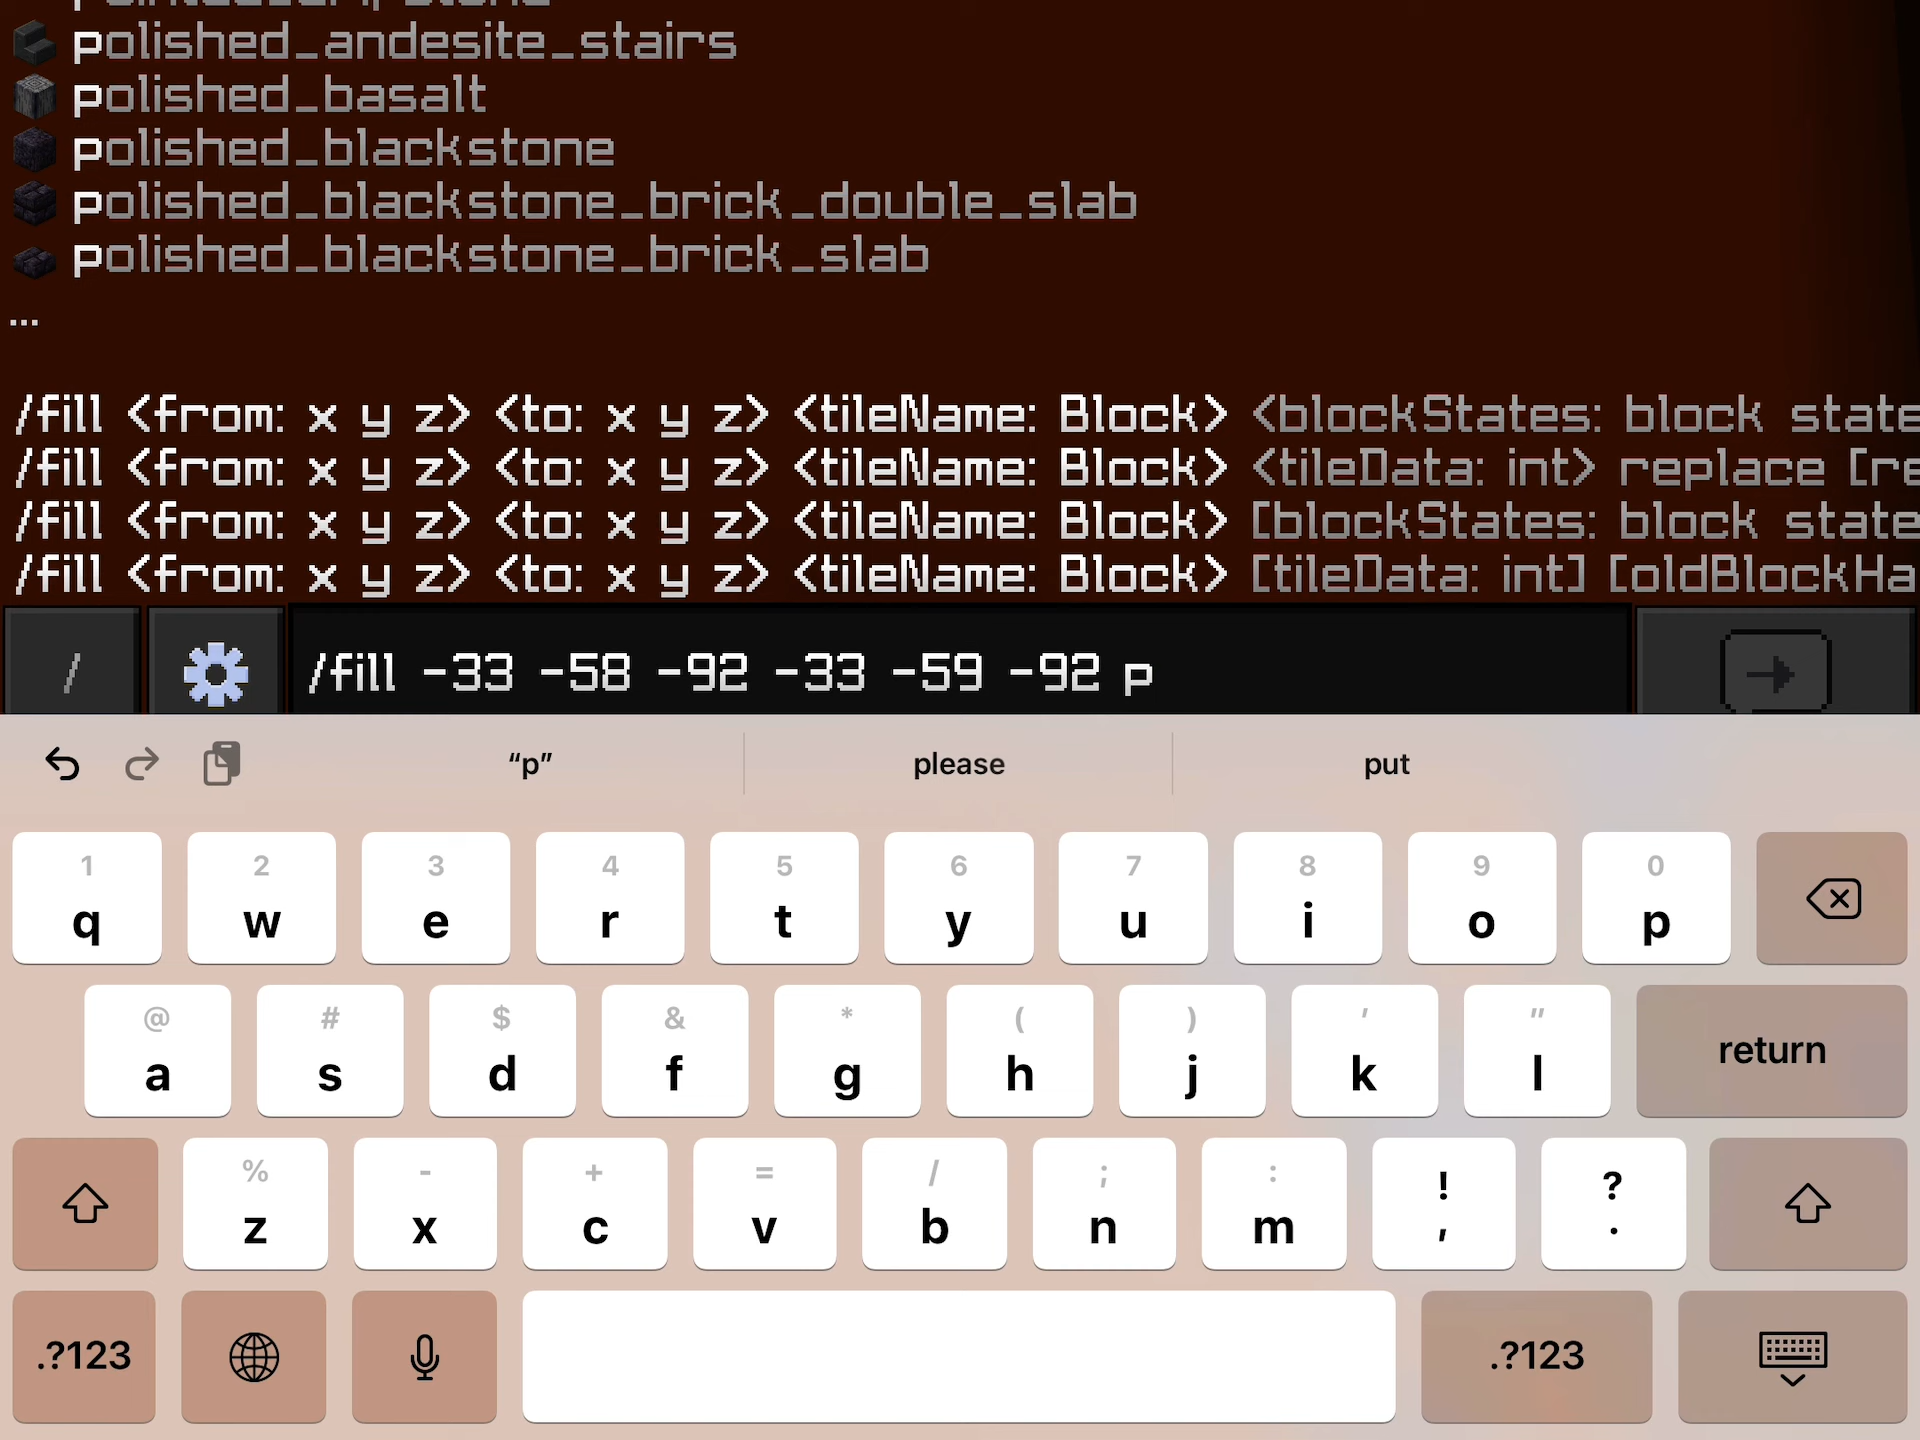 polished_andesite_stairs
polished_basalt
polished_blackstone
polished_blackstone_brick_double_slab
polished_blackstone_brick_slab
...
/fill <from: x y z> <to: x y z> <tileName: Block> <blockStates: block state
/fill <from: x y z> <to: x y z> <tileName: Block> <tileData: int> replace [re
/fill <from: x y z> <to: x y z> <tileName: Block> [blockStates: block state
/fill <from: x y z> <to: x y z> <tileName: Block> [tileData: int] [oldBlockHa
/ /fill -33 -58 -92 -33 -59 -92 p
“p” please put
1 2 3 4 5 6 7 8 9 0
q w e r t y u i o p
@ # $ & * ( ) ' "
a s d f g h j k l return
% - + = / ; : ! ?
z x c v b n m , .
.?123 .?123